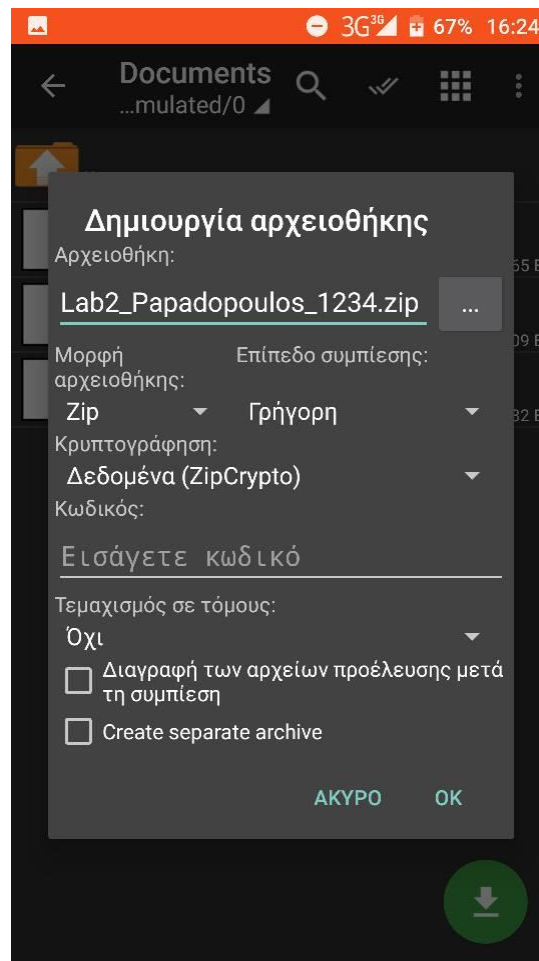 3G 3G 67% 16:24
Documents
...mulated/0
..
Δημιουργία αρχειοθήκης
Αρχειοθήκη:
Lab2_Papadopoulos_1234.zip ...
Μορφή αρχειοθήκης: Επίπεδο συμπίεσης:
Zip Γρήγορη
Κρυπτογράφηση:
Δεδομένα (ZipCrypto)
Κωδικός:
Εισάγετε κωδικό
Τεμαχισμός σε τόμους:
Όχι
Διαγραφή των αρχείων προέλευσης μετά
τη συμπίεση
Create separate archive
ΑΚΥΡΟ OK